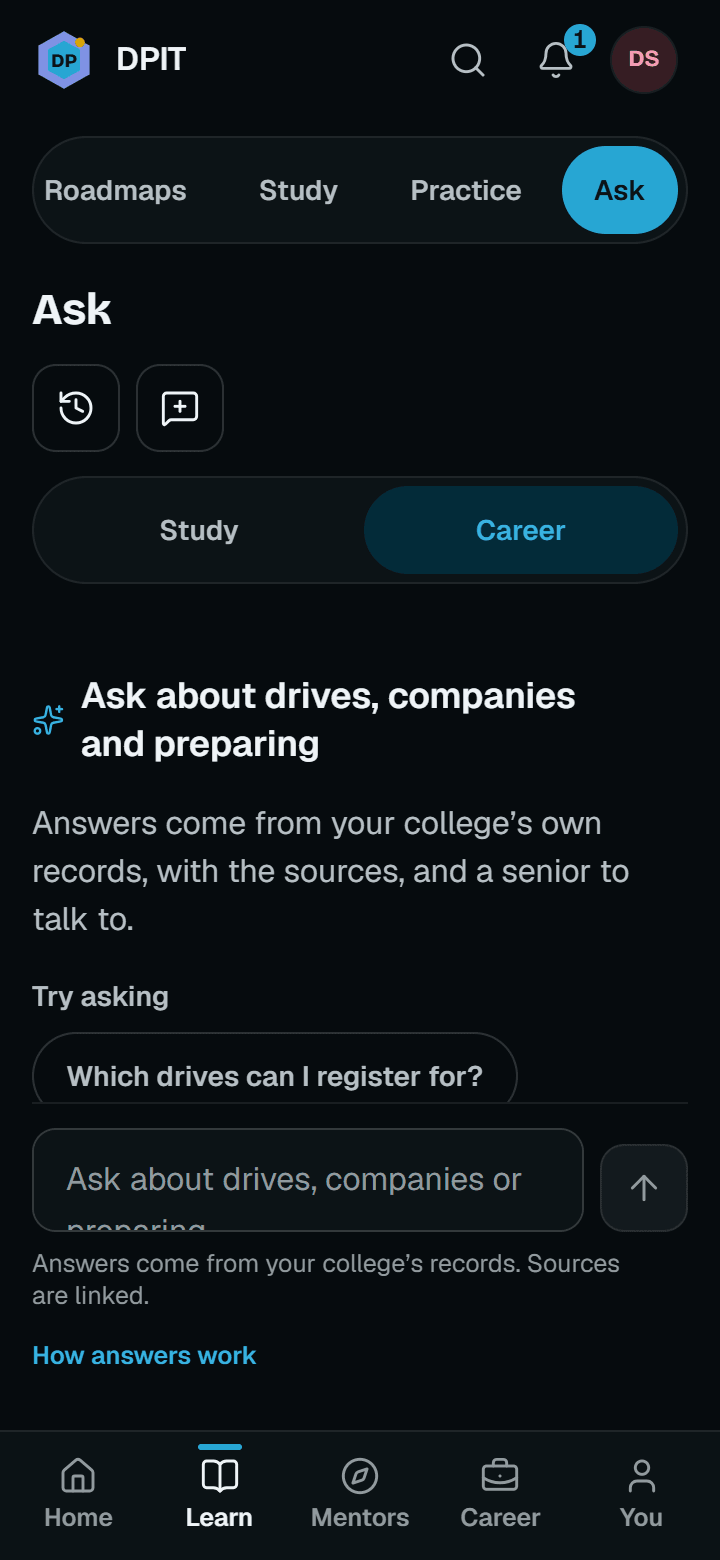 DP
DPIT
1
DS
Roadmaps
Study
Practice
Ask
Ask
Study
Career
Ask about drives, companies
and preparing
Answers come from your college’s own
records, with the sources, and a senior to
talk to.
Try asking
Which drives can I register for?
Ask about drives, companies or
preparing
Answers come from your college’s records. Sources
are linked.
How answers work
Home
Learn
Mentors
Career
You